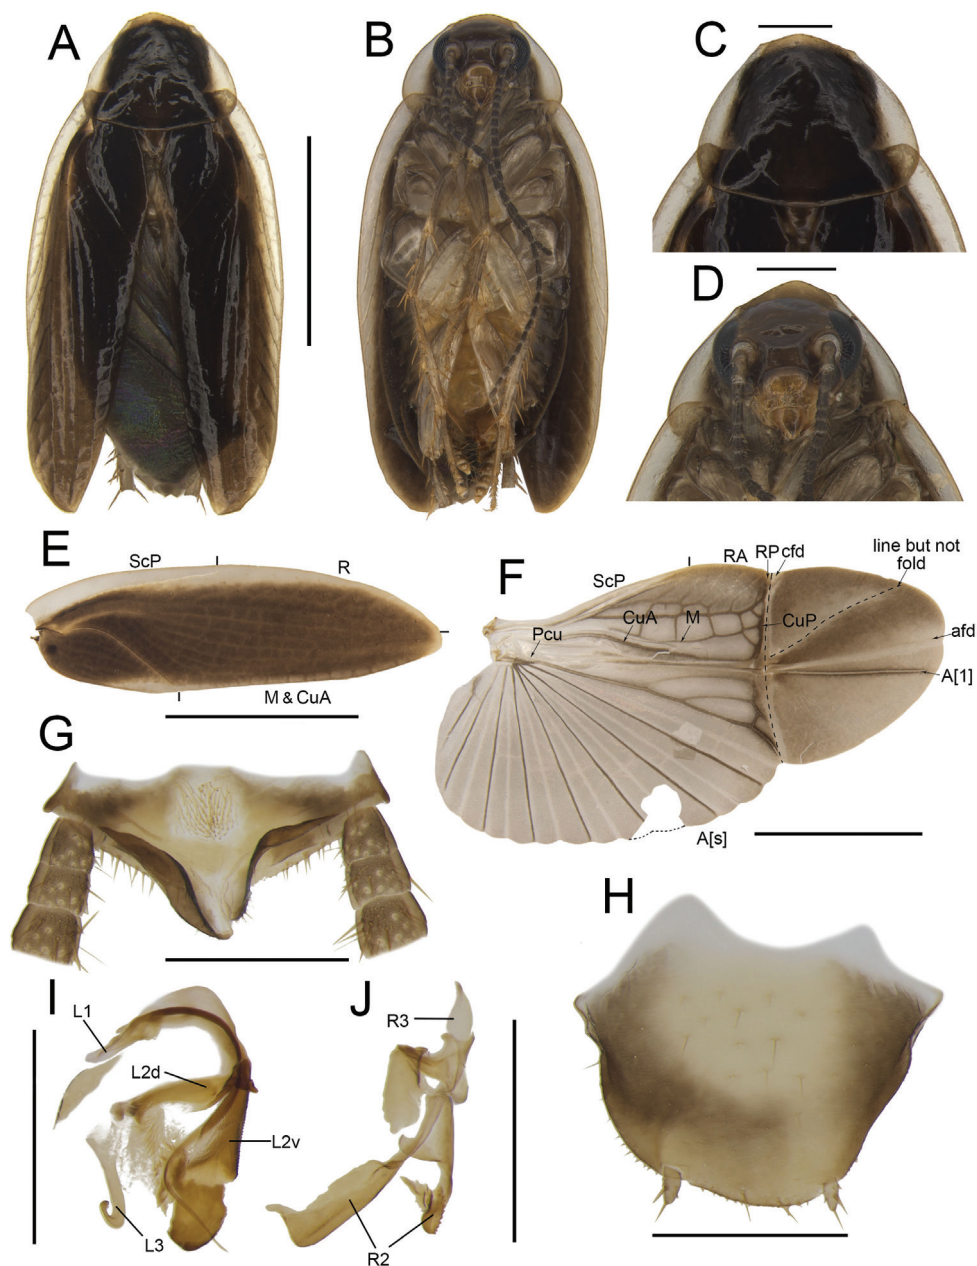 A
B
C
D
E
ScP
R
M & CuA
F
ScP
RA
RP
cfd
line but not
fold
CuA
M
CuP
Pcu
afd
A[1]
A[s]
G
H
I
L1
L2d
L2v
L3
J
R3
R2